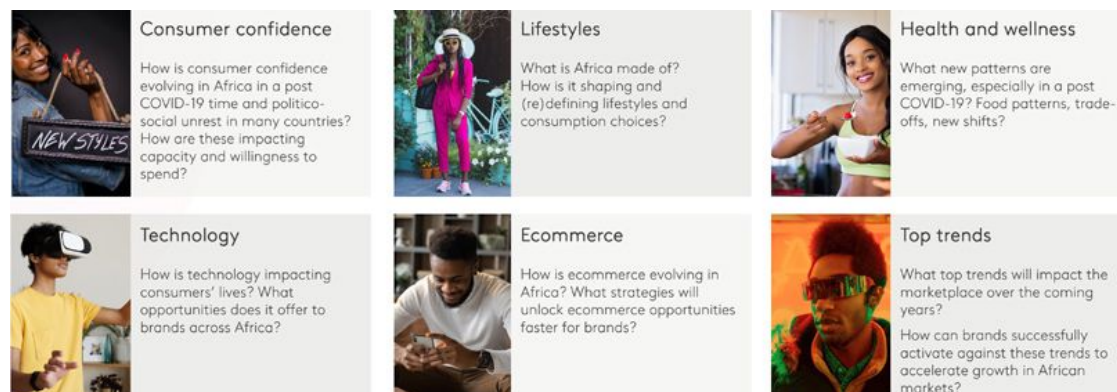 Consumer confidence
How is consumer confidence
evolving in Africa in a post
COVID-19 time and politico-
social unrest in many countries?
How are these impacting
capacity and willingness to
spend?
NEW STYLES
Lifestyles
What is Africa made of?
How is it shaping and
(re)defining lifestyles and
consumption choices?
Health and wellness
What new patterns are
emerging, especially in a post
COVID-19? Food patterns, trade-
offs, new shifts?
Technology
How is technology impacting
consumers' lives? What
opportunities does it offer to
brands across Africa?
Ecommerce
How is ecommerce evolving in
Africa? What strategies will
unlock ecommerce opportunities
faster for brands?
Top trends
What top trends will impact the
marketplace over the coming
years?
How can brands successfully
activate against these trends to
accelerate growth in African
markets?